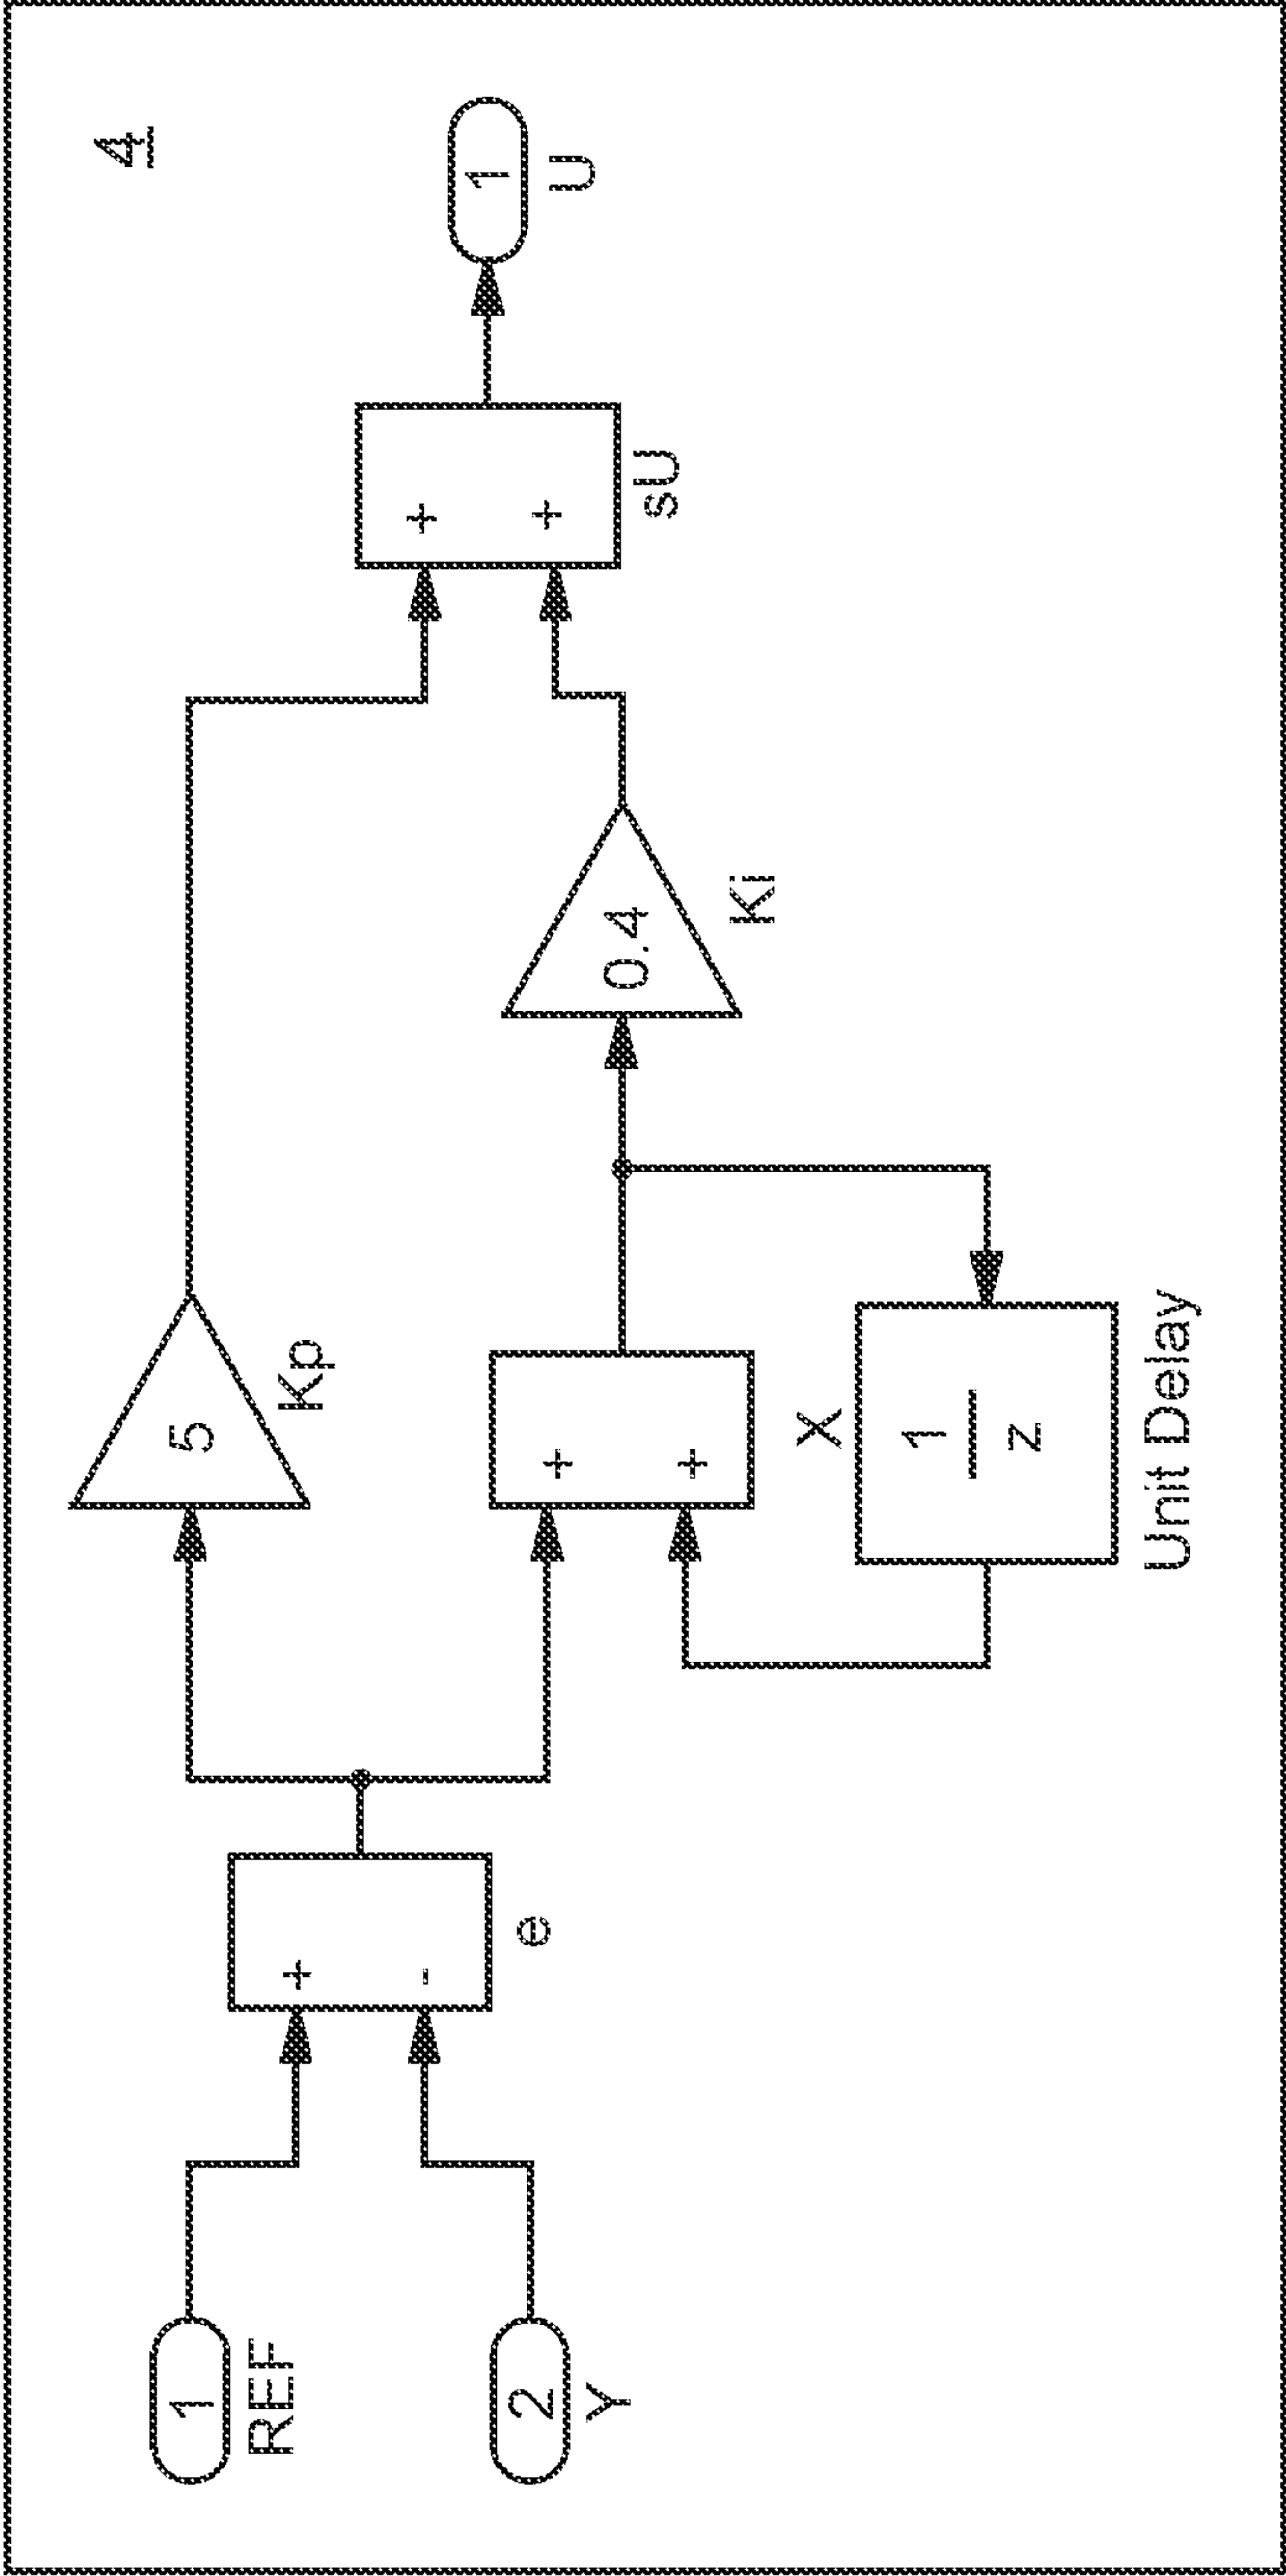 4
1
REF
2
Y
+
-
e
5
Kp
+
+
X
1
z
Unit Delay
0.4
Ki
+
+
sU
1
U